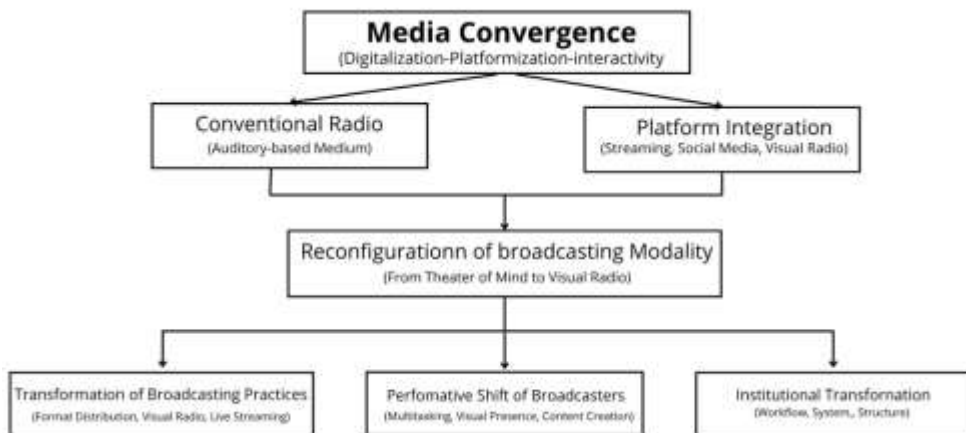 Media Convergence
(Digitalization-Platformization-interactivity
Conventional Radio
(Auditory-based Medium)
Platform Integration
(Streaming, Social Media, Visual Radio)
Reconfigurationn of broadcasting Modality
(From Theater of Mind to Visual Radio)
Transformation of Broadcasting Practices
(Format Distribution, Visual Radio, Live Streaming)
Perfomative Shift of Broadcasters
(Multitasking, Visual Presence, Content Creation)
Institutional Transfornation
(Workflow, System,, Structure)